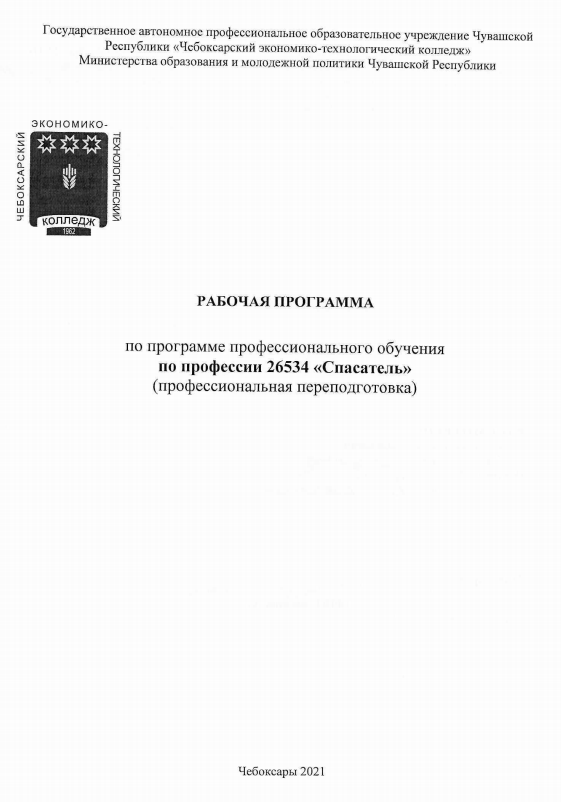 Государственное автономное профессиональное образовательное учреждение Чувашской
Республики «Чебоксарский экономико-технологический колледж»
Министерства образования и молодежной политики Чувашской Республики
ЧЕБОКСАРСКИЙ
ЭКОНОМИКО-
ТЕХНОЛОГИЧЕСКИЙ
КОЛЛЕДЖ
1962
РАБОЧАЯ ПРОГРАММА
по программе профессионального обучения
по профессии 26534 «Спасатель»
(профессиональная переподготовка)
Чебоксары 2021